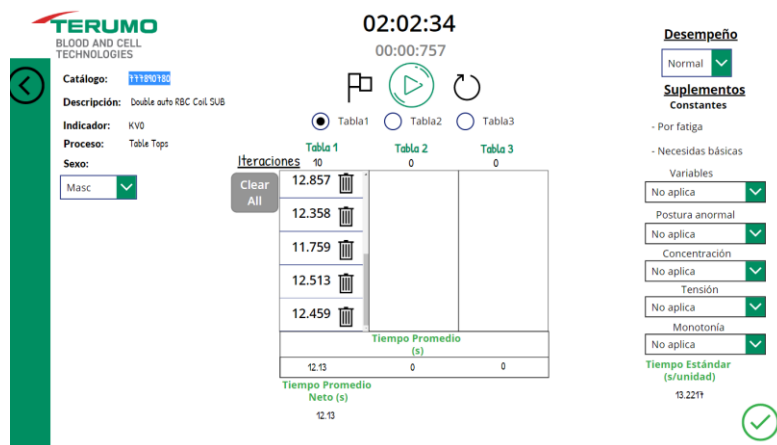 TERUMO
BLOOD AND CELL
TECHNOLOGIES
02:02:34
00:00:757
Catálogo: 777890780
Descripción: Double auto RBC Coil SUB
Indicador: KV0
Proceso: Table Tops
Sexo:
Masc
Tabla1 Tabla2 Tabla3
Tabla 1 Tabla 2 Tabla 3
Iteraciones 10 0 0
Clear
All
12.857
12.358
11.759
12.513
12.459
Tiempo Promedio
(s)
12.13 0 0
Tiempo Promedio
Neto (s)
12.13
Desempeño
Normal
Suplementos
Constantes
- Por fatiga
- Necesidas básicas
Variables
No aplica
Postura anormal
No aplica
Concentración
No aplica
Tensión
No aplica
Monotonía
No aplica
Tiempo Estándar
(s/unidad)
13.2217